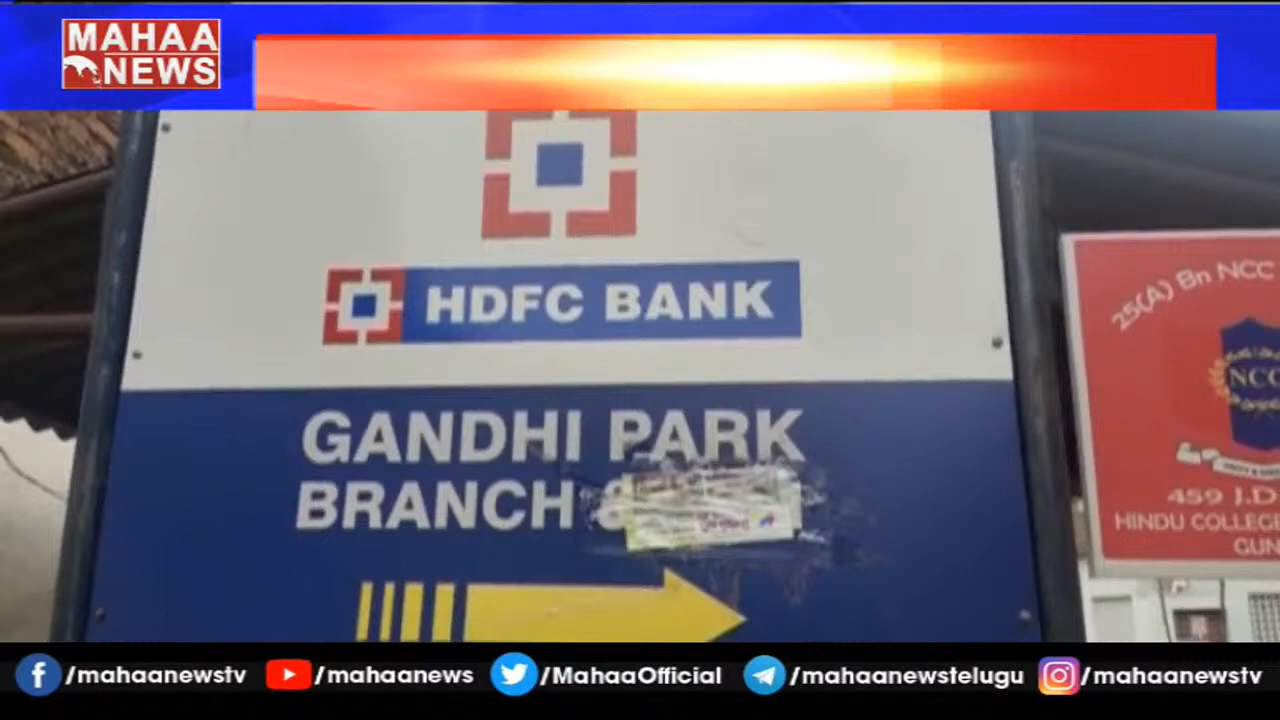 MAHAA
NEWS
HDFC BANK
GANDHI PARK
BRANCH &
25(A) Bn NCC
NCC
459 J.D
HINDU COLLEGE
GUN
/mahaanewstv
/mahaanews
/MahaaOfficial
/mahaanewstelugu
/mahaanewstv